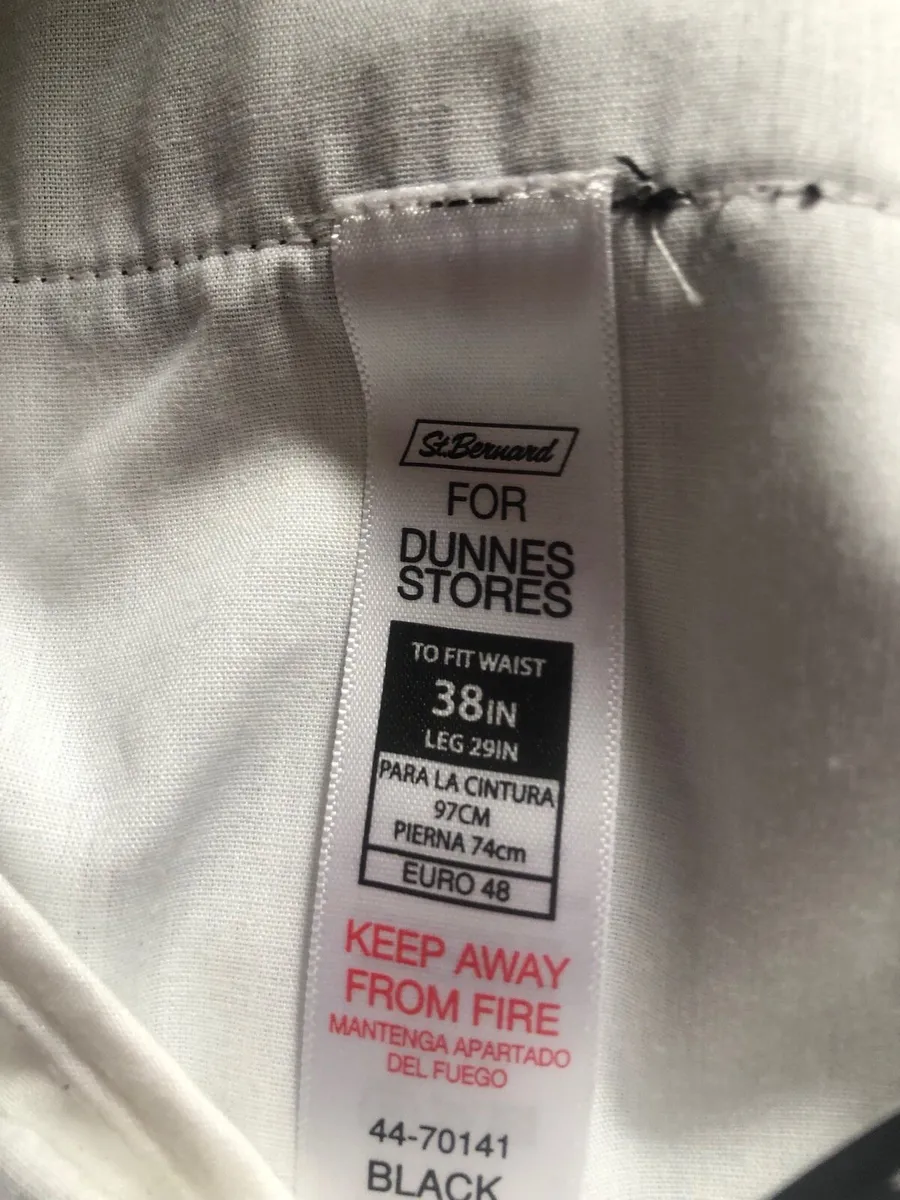 St.Bernard
FOR
DUNNES
STORES
TO FIT WAIST
38IN
LEG 29IN
PARA LA CINTURA
97CM
PIERNA 74cm
EURO 48
KEEP AWAY
FROM FIRE
MANTENGA APARTADO
DEL FUEGO
44-70141
BLACK